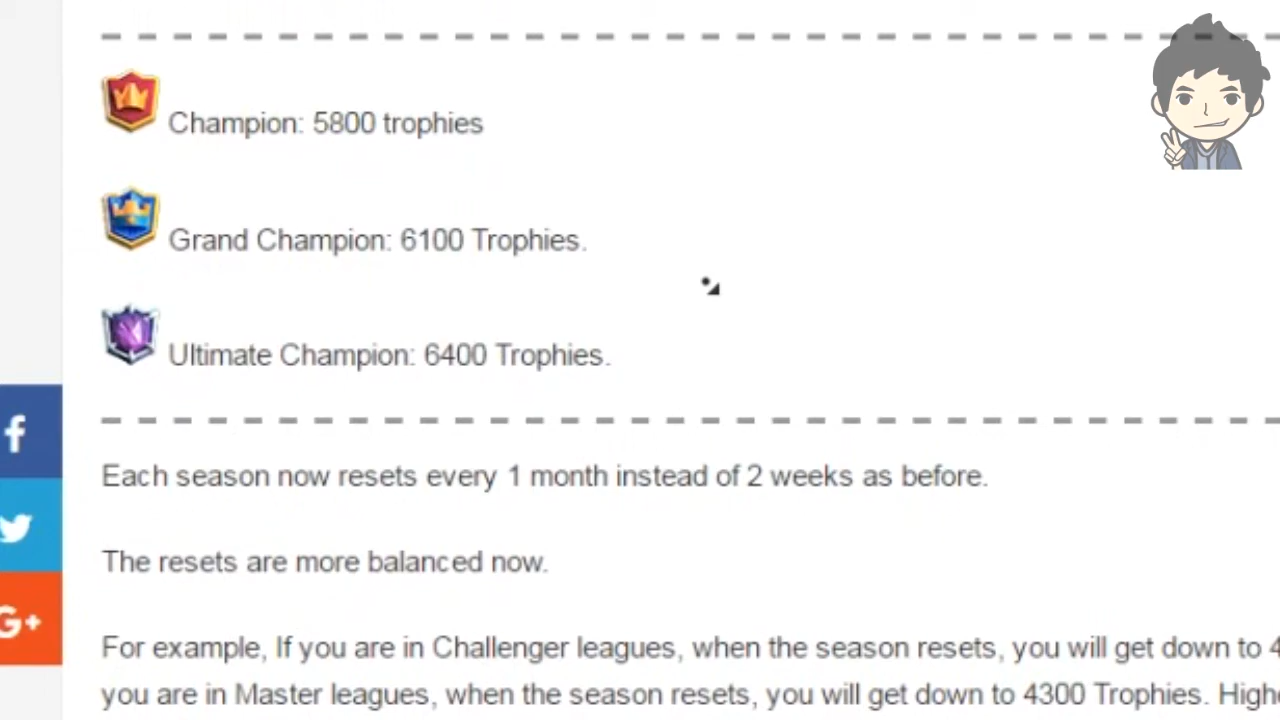 Champion: 5800 trophies
Grand Champion: 6100 Trophies.
Ultimate Champion: 6400 Trophies.
f
Each season now resets every 1 month instead of 2 weeks as before.
The resets are more balanced now.
G+
For example, If you are in Challenger leagues, when the season resets, you will get down to
you are in Master leagues, when the season resets, you will get down to 4300 Trophies.